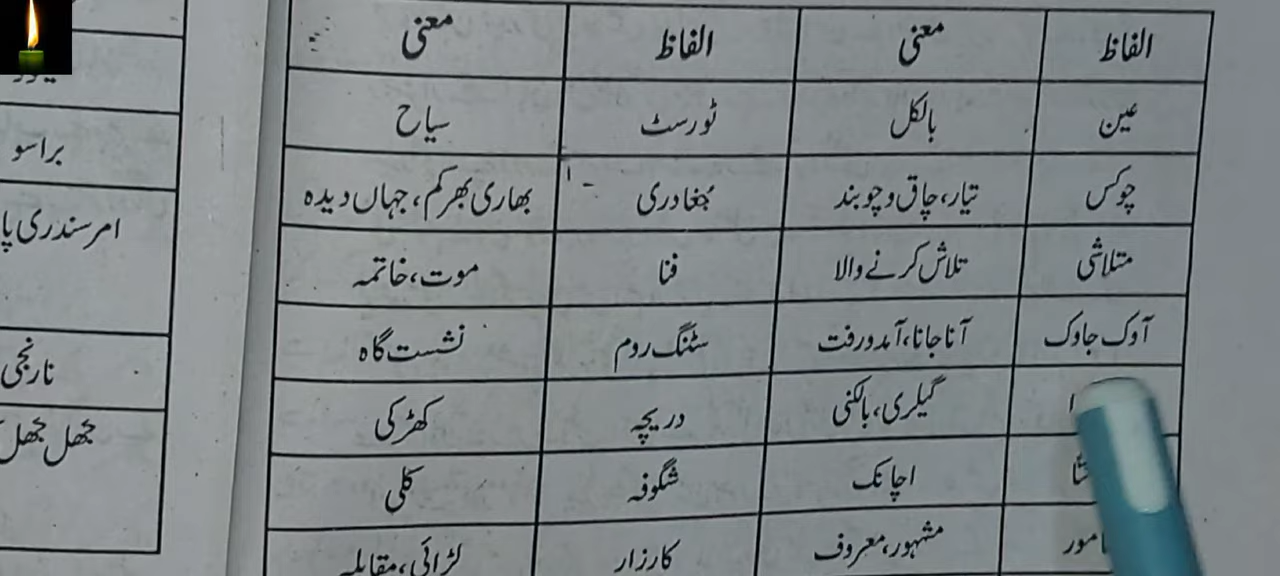 الفاظ معنی الفاظ معنی
عین بالکل ٹورسٹ سیاح
چوکس تیار، چاق و چوبند بغادری بھاری بھرکم، جہاں دیدہ
متلاشی تلاش کرنے والا فنا موت، خاتمہ
آوک جاوک آنا جانا، آمدورفت سٹنگ روم نشست گاہ
گیلری، بالکنی دریچہ کھڑکی
اچانک شگوفہ کلی
مشہور، معروف کارزار لڑائی، مقابلہ
براسو
امرسندری
نارنجی
جھل جھل